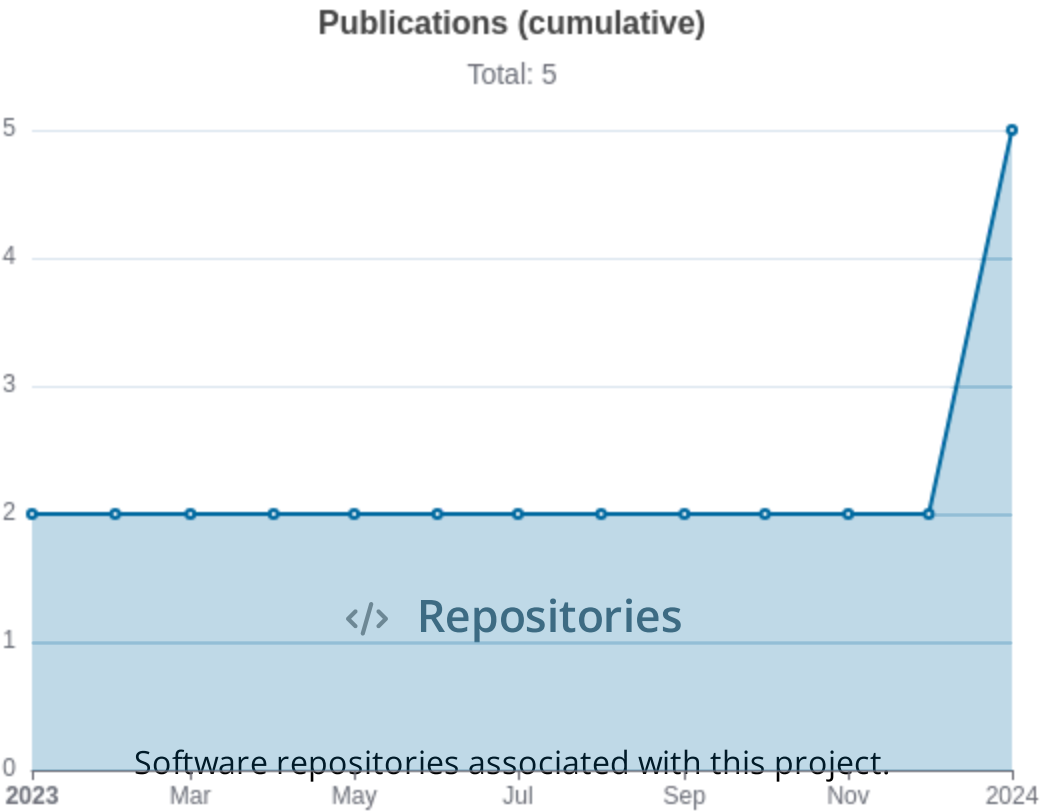 Publications (cumulative)
Total: 5
5
4
3
2
</> Repositories
1
0
Software repositories associated with this project.
2023 Mar May Jul Sep Nov 2024